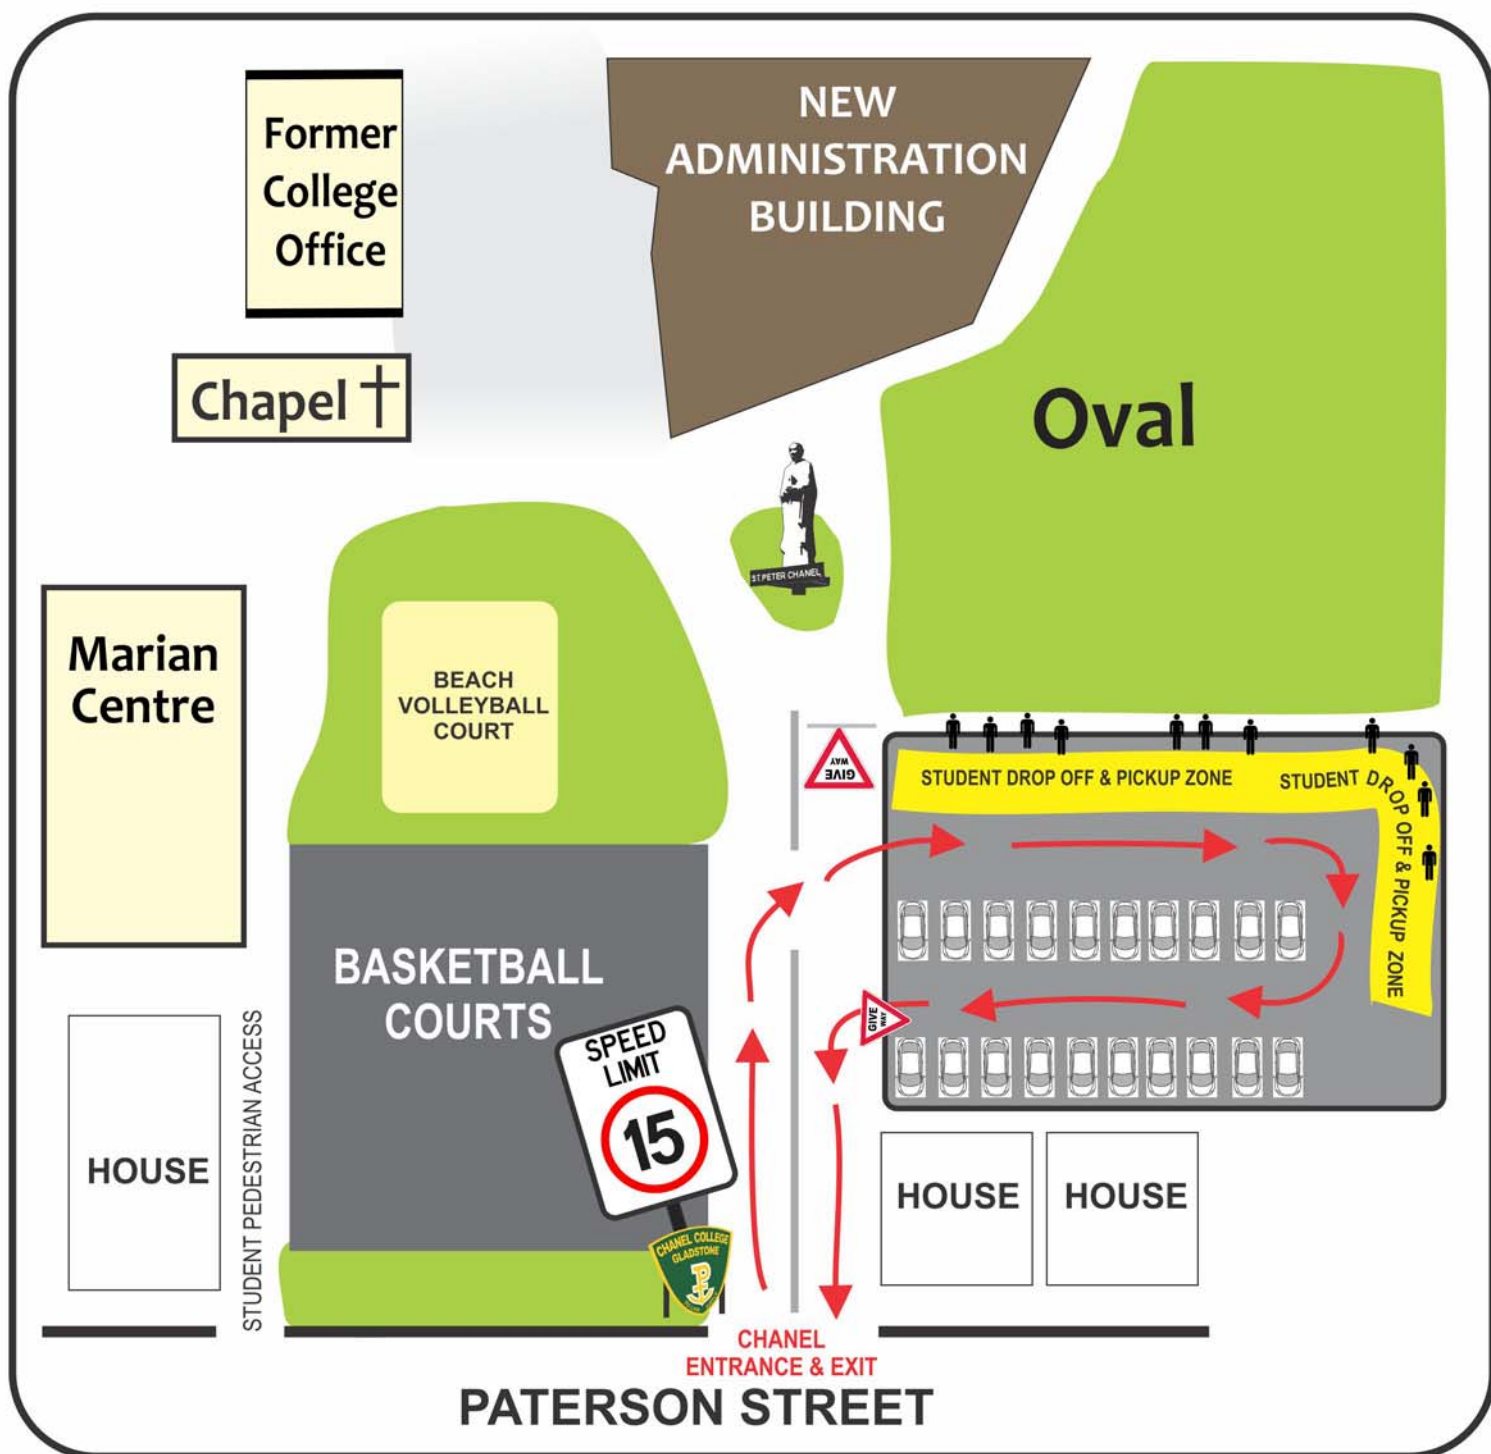 NEW
ADMINISTRATION
BUILDING
Former
College
Office
Chapel
Oval
ST. PETER CHANEL
Marian
Centre
BEACH
VOLLEYBALL
COURT
GIVE
WAY
STUDENT DROP OFF & PICKUP ZONE
STUDENT DROP OFF & PICKUP ZONE
BASKETBALL
COURTS
SPEED
LIMIT
15
GIVE
WAY
STUDENT PEDESTRIAN ACCESS
HOUSE
HOUSE
HOUSE
CHANEL COLLEGE
GLADSTONE
CHANEL
ENTRANCE & EXIT
PATERSON STREET